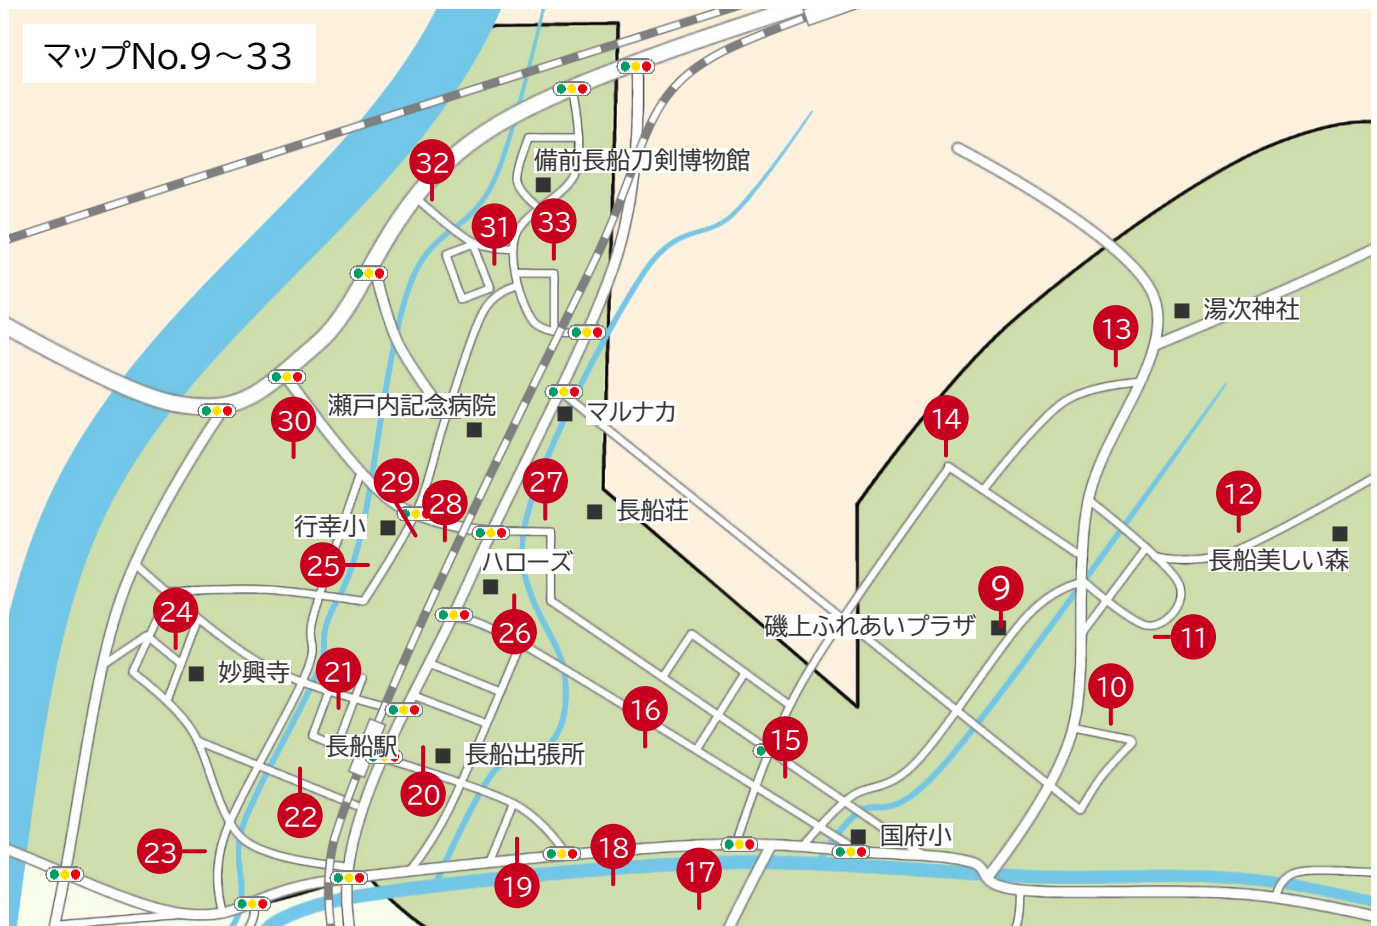 マップNo.9～33
32
備前長船刀剣博物館
31
33
湯次神社
13
瀬戸内記念病院
マルナカ
30
14
29
28
27
長船荘
12
行幸小
ハローズ
長船美しい森
25
9
24
26
磯上ふれあいプラザ
11
妙興寺
21
10
16
長船駅
長船出張所
15
20
22
国府小
23
18
19
17